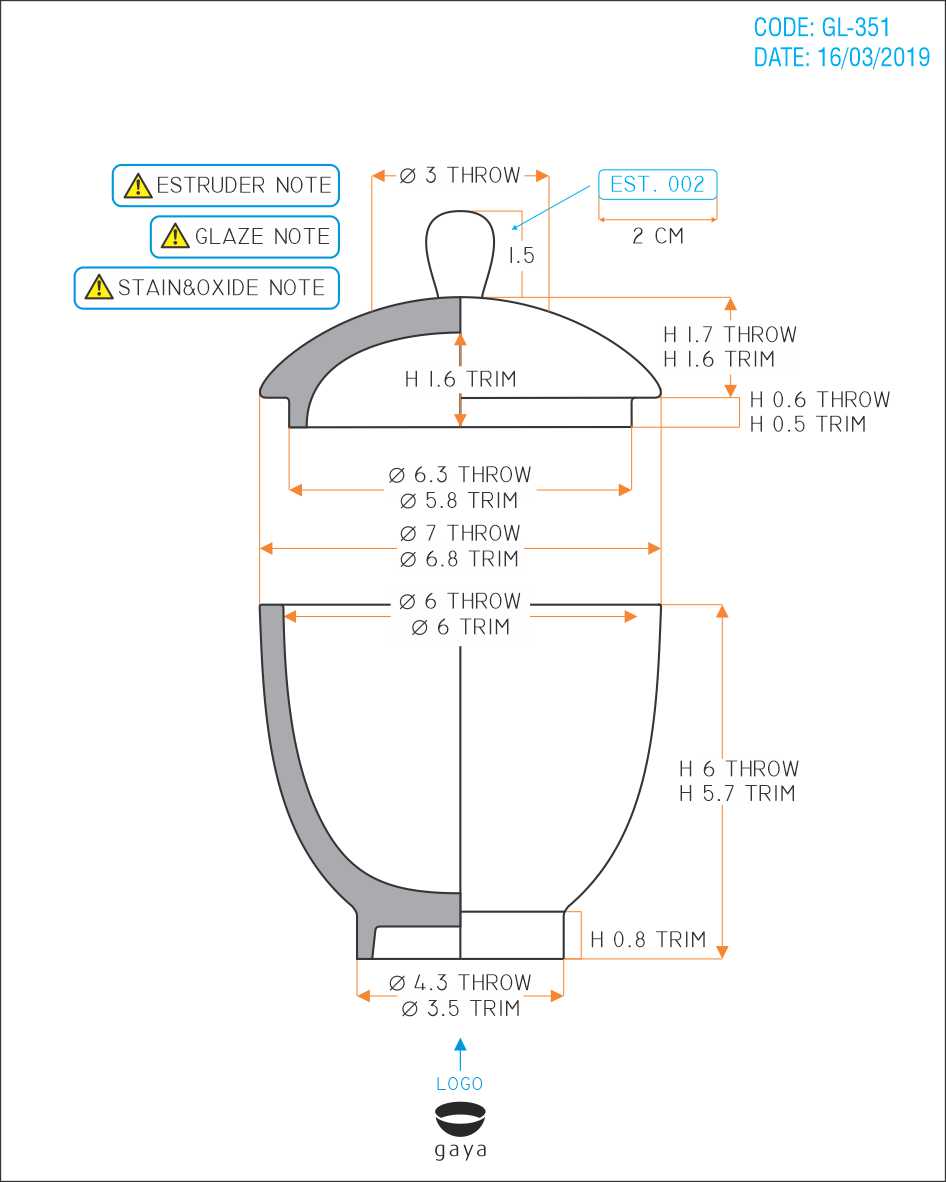 CODE: GL-351
DATE: 16/03/2019
ESTRUDER NOTE
GLAZE NOTE
STAIN&OXIDE NOTE
Ø 3 THROW
EST. 002
2 CM
1.5
H 1.7 THROW
H 1.6 TRIM
H 1.6 TRIM
H 0.6 THROW
H 0.5 TRIM
Ø 6.3 THROW
Ø 5.8 TRIM
Ø 7 THROW
Ø 6.8 TRIM
Ø 6 THROW
Ø 6 TRIM
H 6 THROW
H 5.7 TRIM
H 0.8 TRIM
Ø 4.3 THROW
Ø 3.5 TRIM
LOGO
gaya